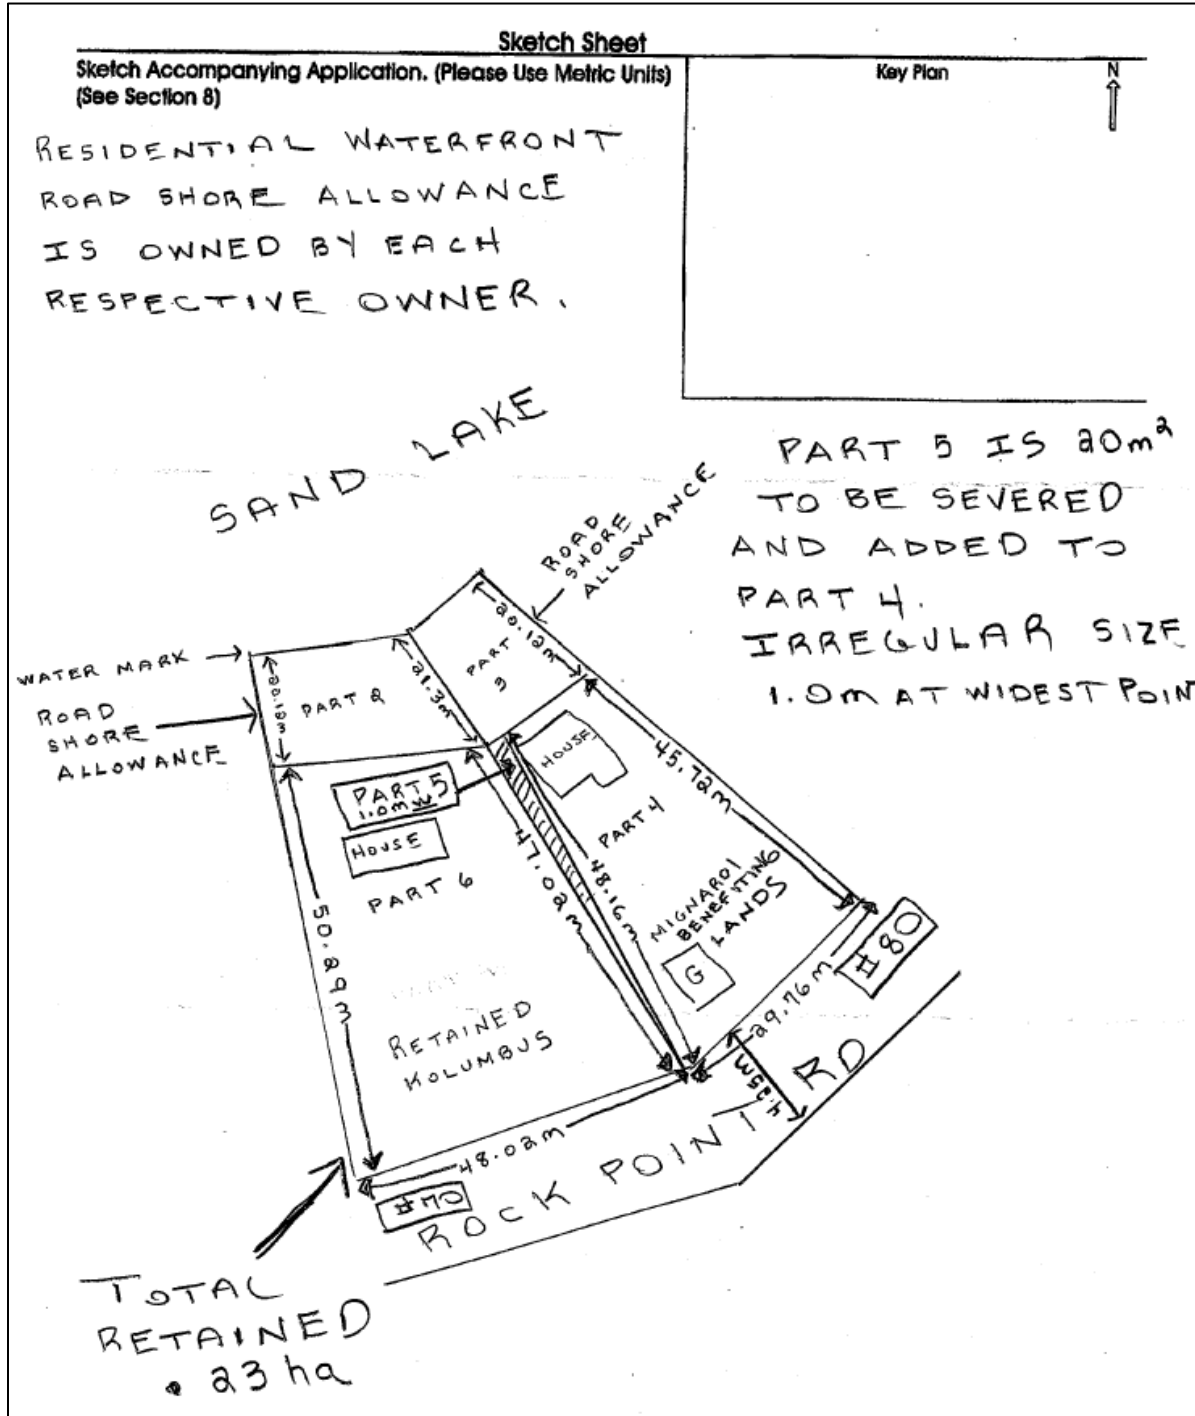 Sketch Sheet
Sketch Accompanying Application. (Please Use Metric Units)
(See Section 8)
Key Plan
N
RESIDENTIAL WATERFRONT
ROAD SHORE ALLOWANCE
IS OWNED BY EACH
RESPECTIVE OWNER.
SAND LAKE
PART 5 IS 20m²
TO BE SEVERED
AND ADDED TO
PART 4.
IRREGULAR SIZE
1.0m AT WIDEST POINT
ROAD
SHORE
ALLOWANCE
WATER MARK
ROAD
SHORE
ALLOWANCE
20.12m
PART 2
21.3m
20.12m
PART
3
HOUSE
45.72m
PART 5
1.0m W
HOUSE
PART 6
47.02m
48.16m
PART 4
MIGNAROI
BENEFITING
LANDS
G
#80
50.29m
RETAINED
KOLUMBUS
29.76m
4.25m
48.02m
#70
ROCK POINT RD
TOTAL
RETAINED
.23 ha